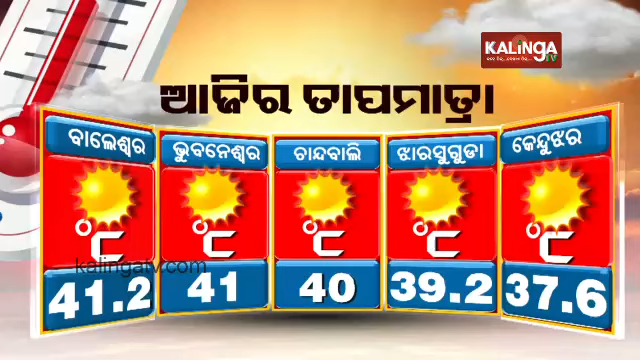 KALINGA TV
ଆଜିର ତାପମାତ୍ରା
ବାଲେଶ୍ୱର
°C
41.2
ଭୁବନେଶ୍ୱର
°C
41
ଚାନ୍ଦବାଲି
°C
40
ଝାରସୁଗୁଡା
°C
39.2
କେନ୍ଦୁଝର
°C
37.6
kalingatv.com